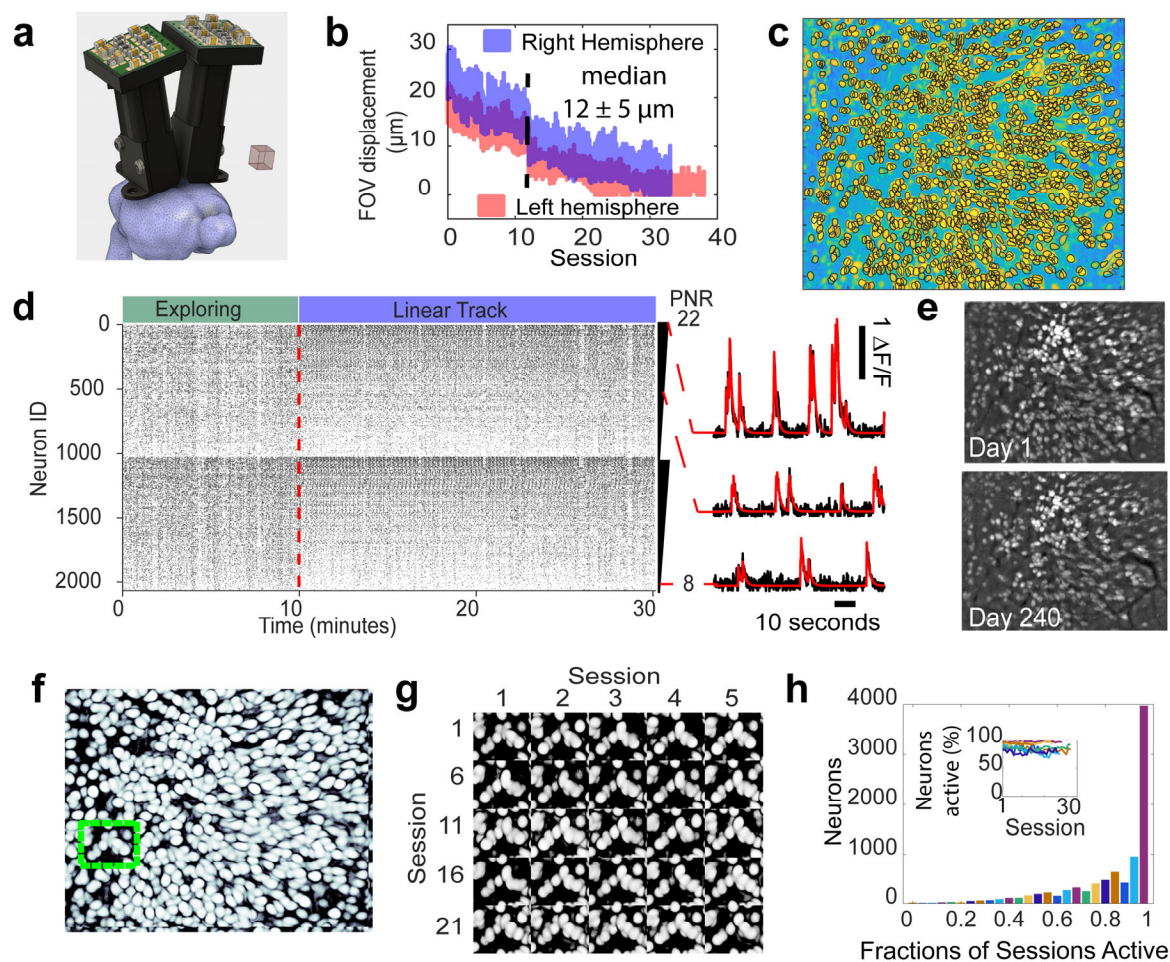 a
b
30
20
10
0
FOV displacement
(μm)
Right Hemisphere
median
12 ± 5 μm
Left hemisphere
0 10 20 30 40
Session
c
d
Exploring Linear Track
PNR
22
0
500
1000
1500
2000
Neuron ID
8
0 10 20 30
Time (minutes)
1 ΔF/F
10 seconds
e
Day 1
Day 240
f
g
Session
1 2 3 4 5
1
6
11
16
21
Session
h
4000
3000
2000
1000
0
Neurons
Neurons
active (%)
100
50
0
1 30
Session
0 0.2 0.4 0.6 0.8 1
Fractions of Sessions Active